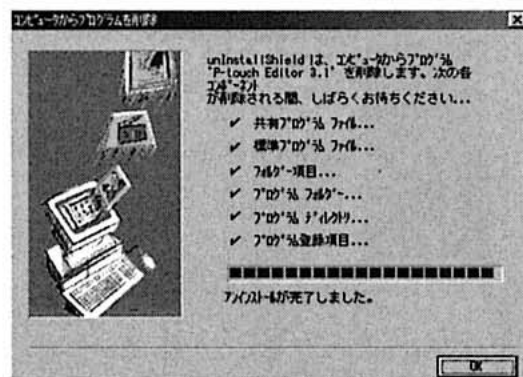 コンピュータからプログラムを削除
unInstallShield は、コンピュータからプログラム
'P-touch Editor 3.1' を削除します。次の各
コンポーネント
が削除される間、しばらくお待ちください...
✓ 共有プログラム ファイル...
✓ 標準プログラム ファイル...
✓ フォルダー項目...
✓ プログラム フォルダー...
✓ プログラム ディレクトリ...
✓ プログラム登録項目...
アンインストールが完了しました。
OK